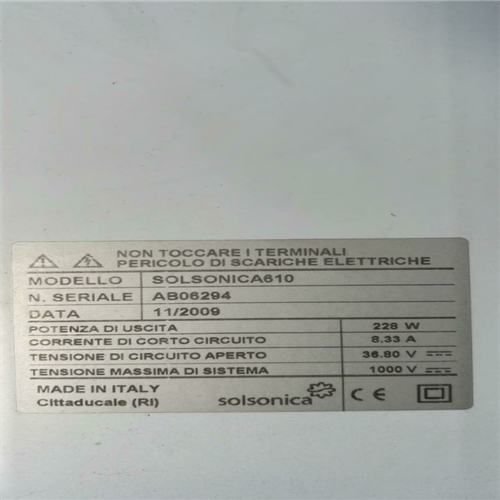 NON TOCCARE I TERMINALI
PERICOLO DI SCARICHE ELETTRICHE
MODELLO SOLSONICA610
N. SERIALE AB06294
DATA 11/2009
POTENZA DI USCITA 228 W
CORRENTE DI CORTO CIRCUITO 8.33 A
TENSIONE DI CIRCUITO APERTO 36.80 V
TENSIONE MASSIMA DI SISTEMA 1000 V
MADE IN ITALY
Cittaducale (RI) solsonica CE